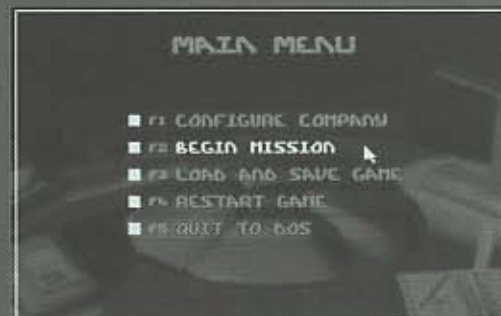 MAIN MENU
F1 CONFIGURE COMPANY
F2 BEGIN MISSION
F3 LOAD AND SAVE GAME
F4 RESTART GAME
F5 QUIT TO DOS